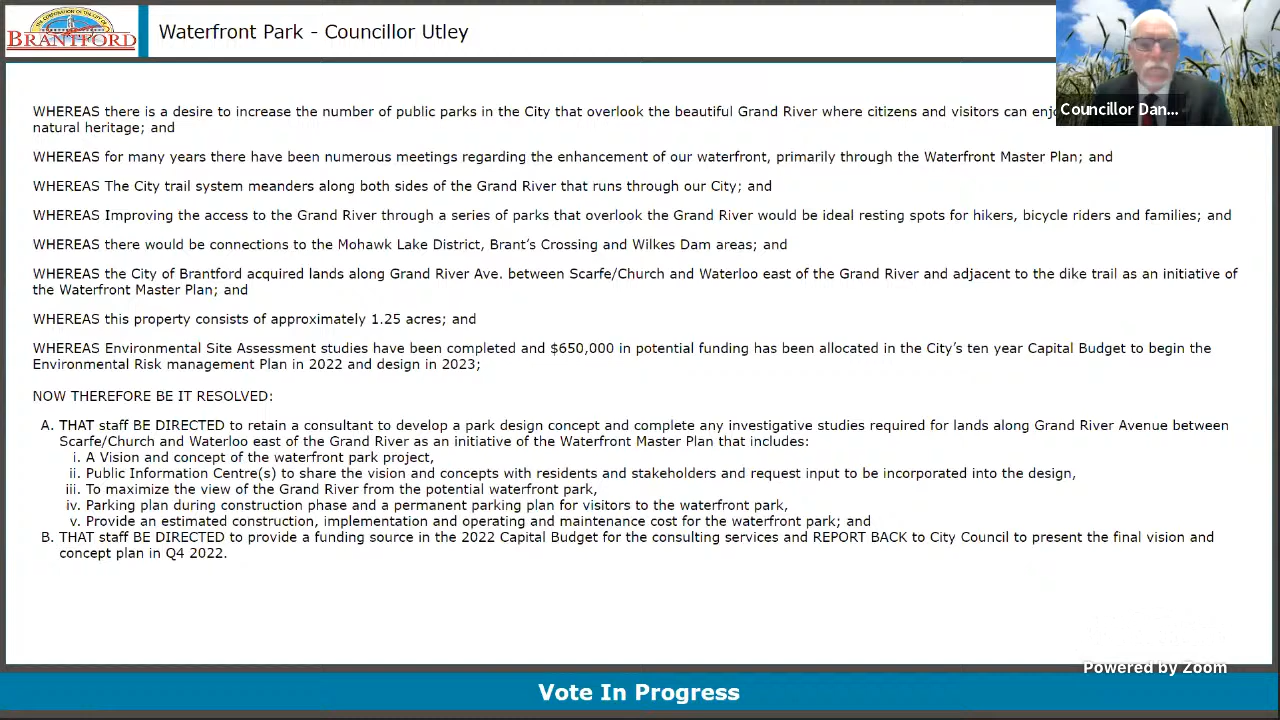 THE CORPORATION OF THE CITY OF
BRANTFORD
Waterfront Park - Councillor Utley
Councillor Dan...
WHEREAS there is a desire to increase the number of public parks in the City that overlook the beautiful Grand River where citizens and visitors can
natural heritage; and
WHEREAS for many years there have been numerous meetings regarding the enhancement of our waterfront, primarily through the Waterfront Master Plan; and
WHEREAS The City trail system meanders along both sides of the Grand River that runs through our City; and
WHEREAS Improving the access to the Grand River through a series of parks that overlook the Grand River would be ideal resting spots for hikers, bicycle riders and families; and
WHEREAS there would be connections to the Mohawk Lake District, Brant's Crossing and Wilkes Dam areas; and
WHEREAS the City of Brantford acquired lands along Grand River Ave. between Scarfe/Church and Waterloo east of the Grand River and adjacent to the dike trail as an initiative of
the Waterfront Master Plan; and
WHEREAS this property consists of approximately 1.25 acres; and
WHEREAS Environmental Site Assessment studies have been completed and $650,000 in potential funding has been allocated in the City's ten year Capital Budget to begin the
Environmental Risk management Plan in 2022 and design in 2023;
NOW THEREFORE BE IT RESOLVED:
A. THAT staff BE DIRECTED to retain a consultant to develop a park design concept and complete any investigative studies required for lands along Grand River Avenue between
Scarfe/Church and Waterloo east of the Grand River as an initiative of the Waterfront Master Plan that includes:
i. A Vision and concept of the waterfront park project,
ii. Public Information Centre(s) to share the vision and concepts with residents and stakeholders and request input to be incorporated into the design,
iii. To maximize the view of the Grand River from the potential waterfront park,
iv. Parking plan during construction phase and a permanent parking plan for visitors to the waterfront park,
v. Provide an estimated construction, implementation and operating and maintenance cost for the waterfront park; and
B. THAT staff BE DIRECTED to provide a funding source in the 2022 Capital Budget for the consulting services and REPORT BACK to City Council to present the final vision and
concept plan in Q4 2022.
Powered by Zoom
Vote In Progress